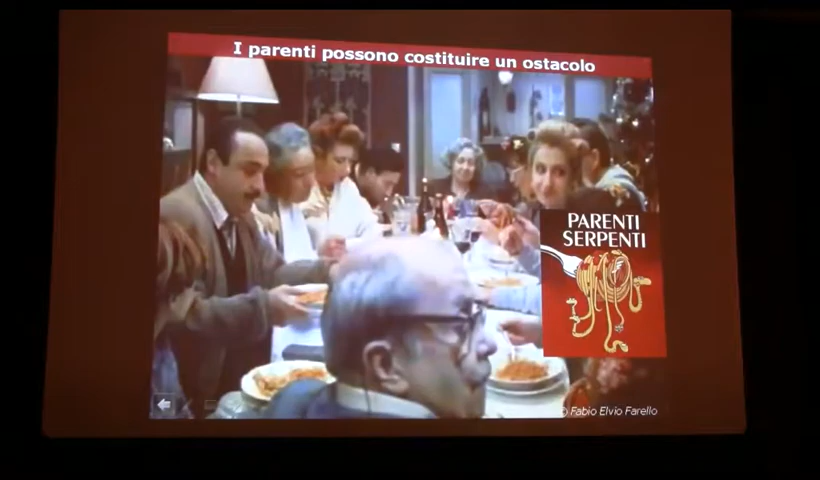 I parenti possono costituire un ostacolo
PARENTI
SERPENTI
© Fabio Elvio Farello